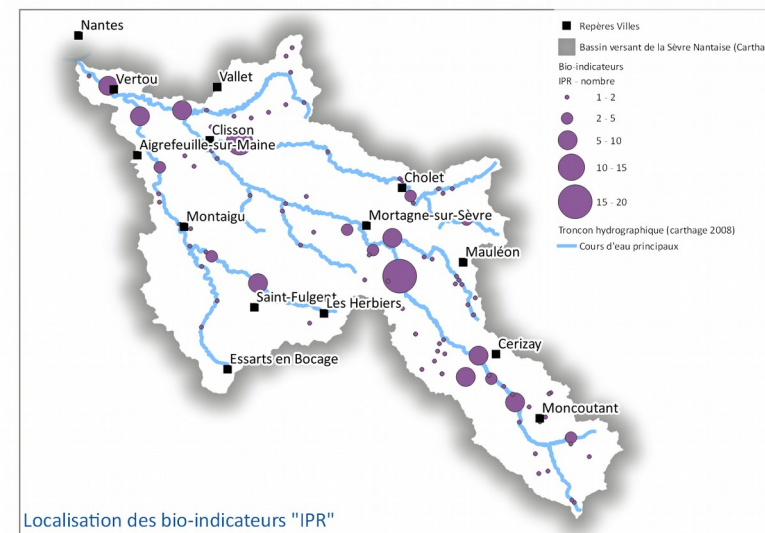 Nantes
Vertou
Vallet
Clisson
Aigrefeuille-sur-Maine
Cholet
Montaigu
Mortagne-sur-Sèvre
Mauléon
Saint-Fulgent
Les Herbiers
Essarts en Bocage
Cerizay
Moncoutant
Repères Villes
Bassin versant de la Sèvre Nantaise (Cartha
Bio-indicateurs
IPR - nombre
1 - 2
2 - 5
5 - 10
10 - 15
15 - 20
Troncon hydrographique (carthage 2008)
Cours d'eau principaux
Localisation des bio-indicateurs "IPR"